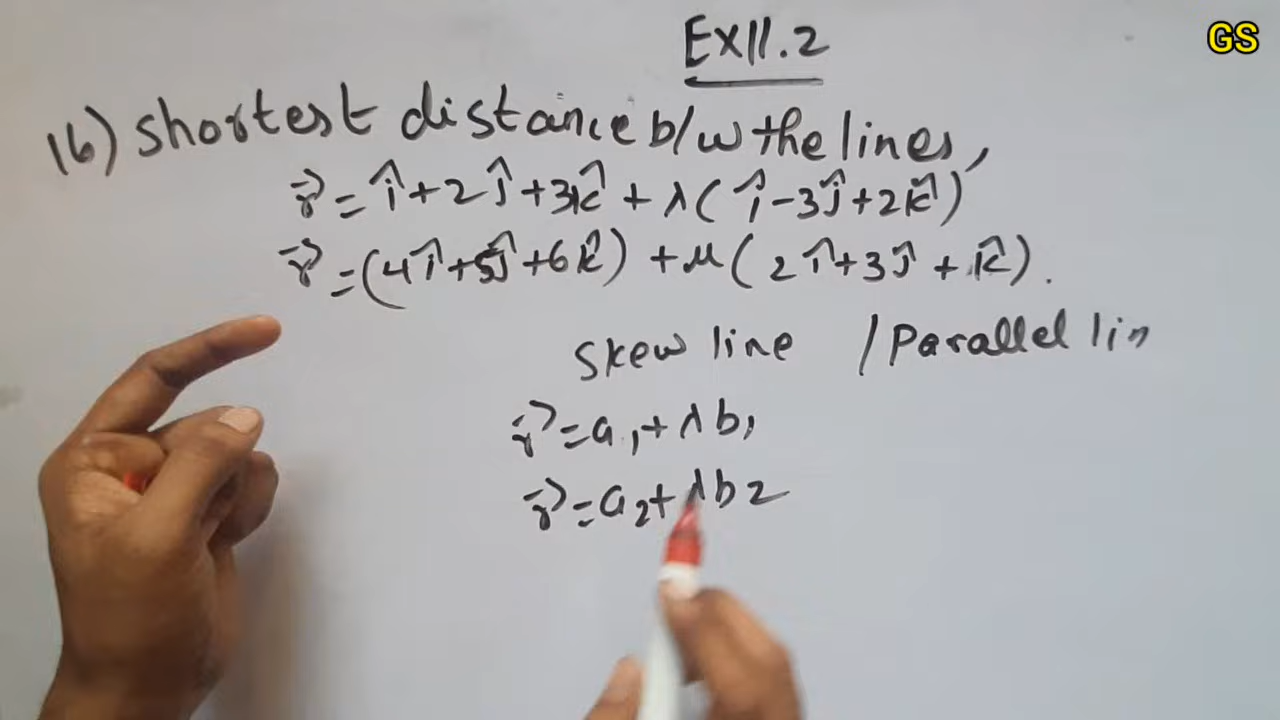 EX11.2
GS
16) shortest distance b/w the lines,
r⃗ = î+2ĵ+3k̂ + λ(î-3ĵ+2k̂)
r⃗ = (4î+5ĵ+6k̂) + μ(2î+3ĵ+k̂).
skew line / Parallel lin
r⃗ = a₁+λb₁
r⃗ = a₂+λb2